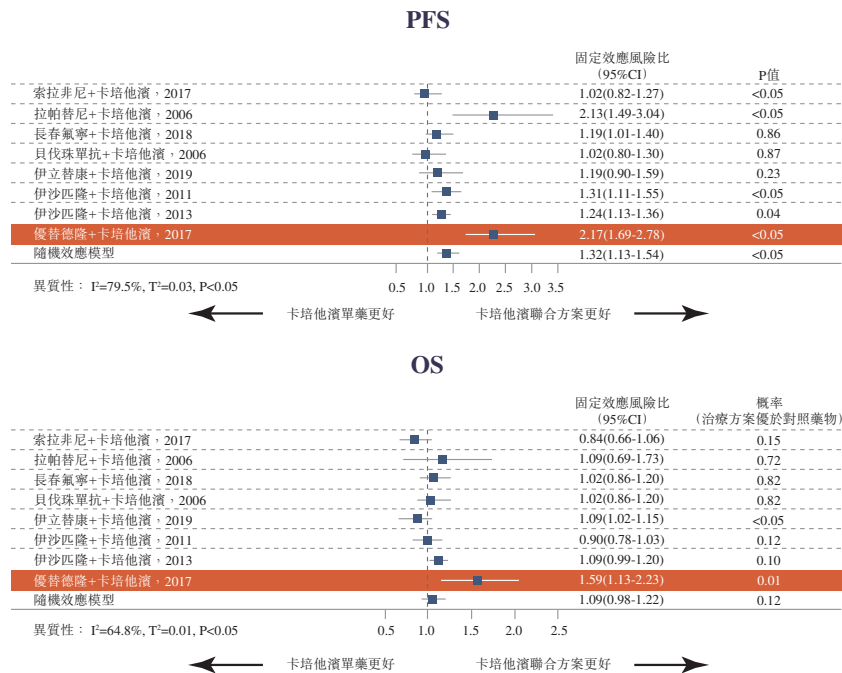 PFS
固定效應風險比
(95%CI)
P值
索拉非尼+卡培他濱，2017 1.02(0.82-1.27) <0.05
拉帕替尼+卡培他濱，2006 2.13(1.49-3.04) <0.05
長春氟寧+卡培他濱，2018 1.19(1.01-1.40) 0.86
貝伐珠單抗+卡培他濱，2006 1.02(0.80-1.30) 0.87
伊立替康+卡培他濱，2019 1.19(0.90-1.59) 0.23
伊沙匹隆+卡培他濱，2011 1.31(1.11-1.55) <0.05
伊沙匹隆+卡培他濱，2013 1.24(1.13-1.36) 0.04
優替德隆+卡培他濱，2017 2.17(1.69-2.78) <0.05
隨機效應模型 1.32(1.13-1.54) <0.05
異質性： I²=79.5%, T²=0.03, P<0.05
0.5 1.0 1.5 2.0 2.5 3.0 3.5
卡培他濱單藥更好 卡培他濱聯合方案更好
OS
固定效應風險比
(95%CI)
概率
(治療方案優於對照藥物)
索拉非尼+卡培他濱，2017 0.84(0.66-1.06) 0.15
拉帕替尼+卡培他濱，2006 1.09(0.69-1.73) 0.72
長春氟寧+卡培他濱，2018 1.02(0.86-1.20) 0.82
貝伐珠單抗+卡培他濱，2006 1.02(0.86-1.20) 0.82
伊立替康+卡培他濱，2019 1.09(1.02-1.15) <0.05
伊沙匹隆+卡培他濱，2011 0.90(0.78-1.03) 0.12
伊沙匹隆+卡培他濱，2013 1.09(0.99-1.20) 0.10
優替德隆+卡培他濱，2017 1.59(1.13-2.23) 0.01
隨機效應模型 1.09(0.98-1.22) 0.12
異質性： I²=64.8%, T²=0.01, P<0.05
0.5 1.0 1.5 2.0 2.5
卡培他濱單藥更好 卡培他濱聯合方案更好